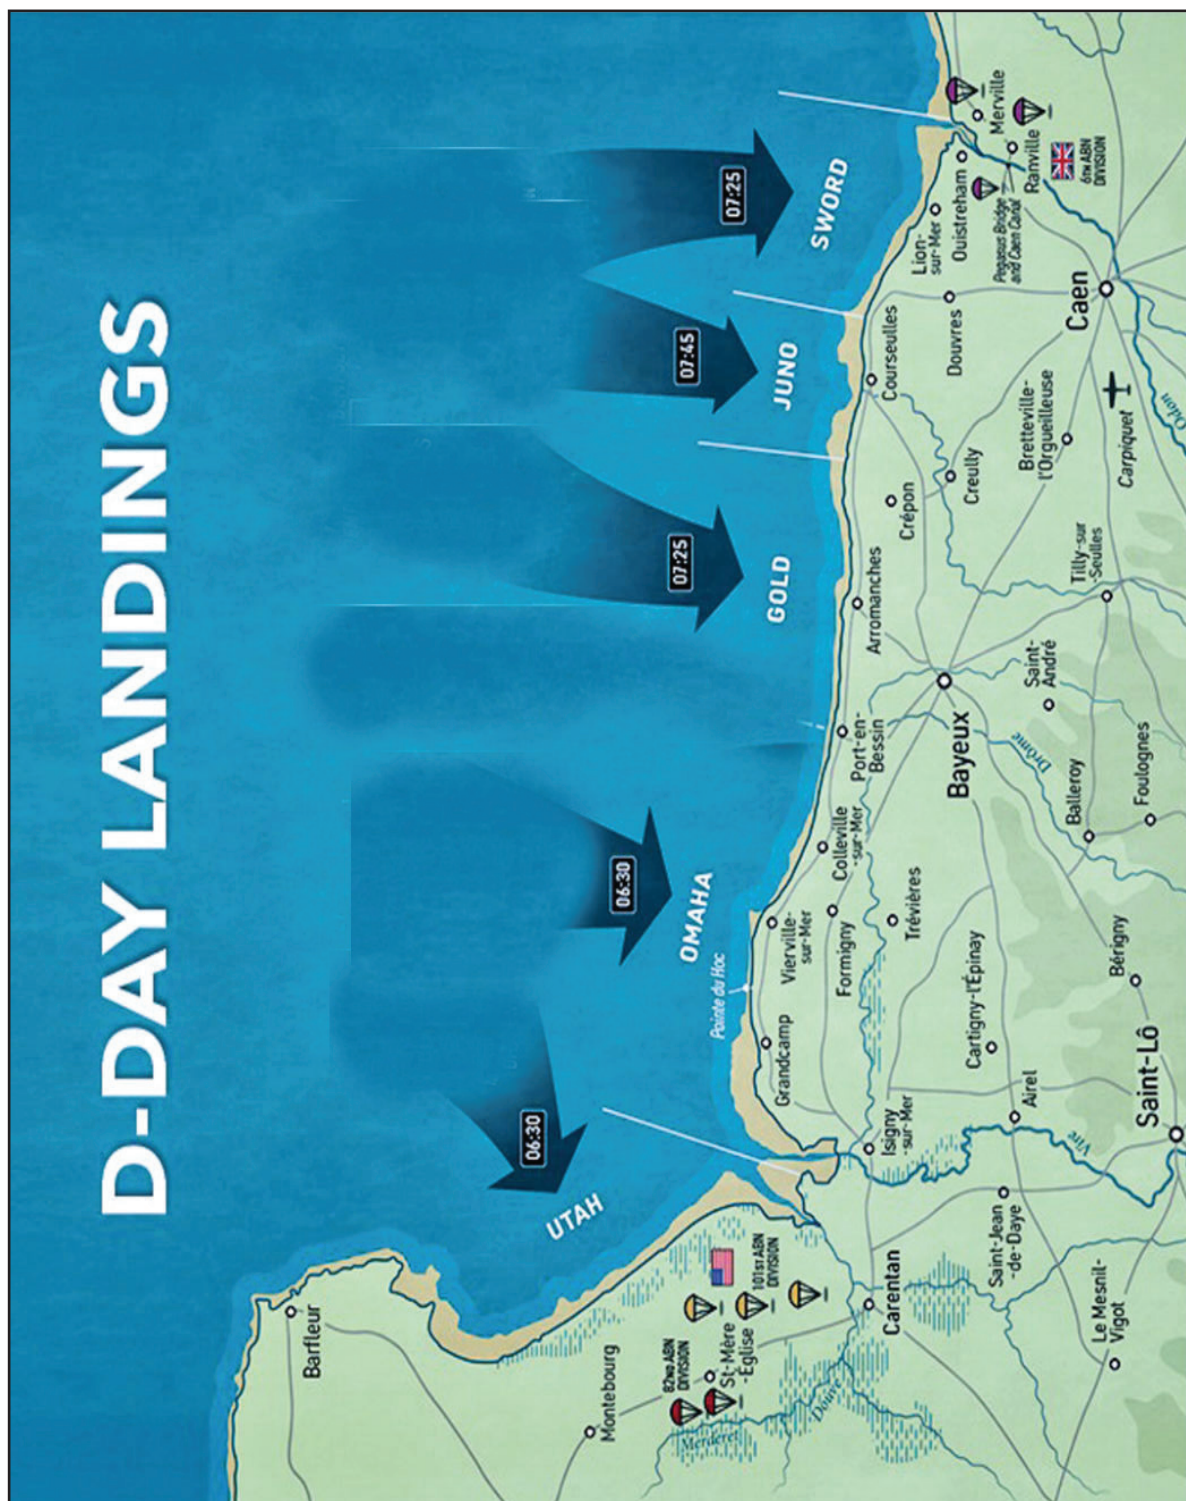 D-DAY LANDINGS
Barfleur
Montebourg
82ND ABN
DIVISION
St-Mère
-Eglise
101ST ABN
DIVISION
Merderet
Douve
Carentan
Saint-Jean
-de-Daye
Le Mesnil-
Vigot
UTAH
06:30
OMAHA
06:30
Pointe du Hoc
Grandcamp
Isigny
-sur-Mer
Vierville-
sur-Mer
Formigny
Colleville
-sur-Mer
Trévières
Cartigny-l'Épinay
Airel
Vire
Saint-Lô
Bérigny
Balleroy
Foulognes
Drôme
Port-en-
Bessin
Bayeux
Saint-
André
GOLD
07:25
Arromanches
Crépon
Creully
Tilly-sur
-Seulles
JUNO
07:45
Courseulles
Douvres
Bretteville-
l'Orgueilleuse
Carpiquet
Caen
Odon
SWORD
07:25
Lion-
sur-Mer
Ouistreham
Pegasus Bridge
and Caen Canal
Ranville
Merville
6TH ABN
DIVISION